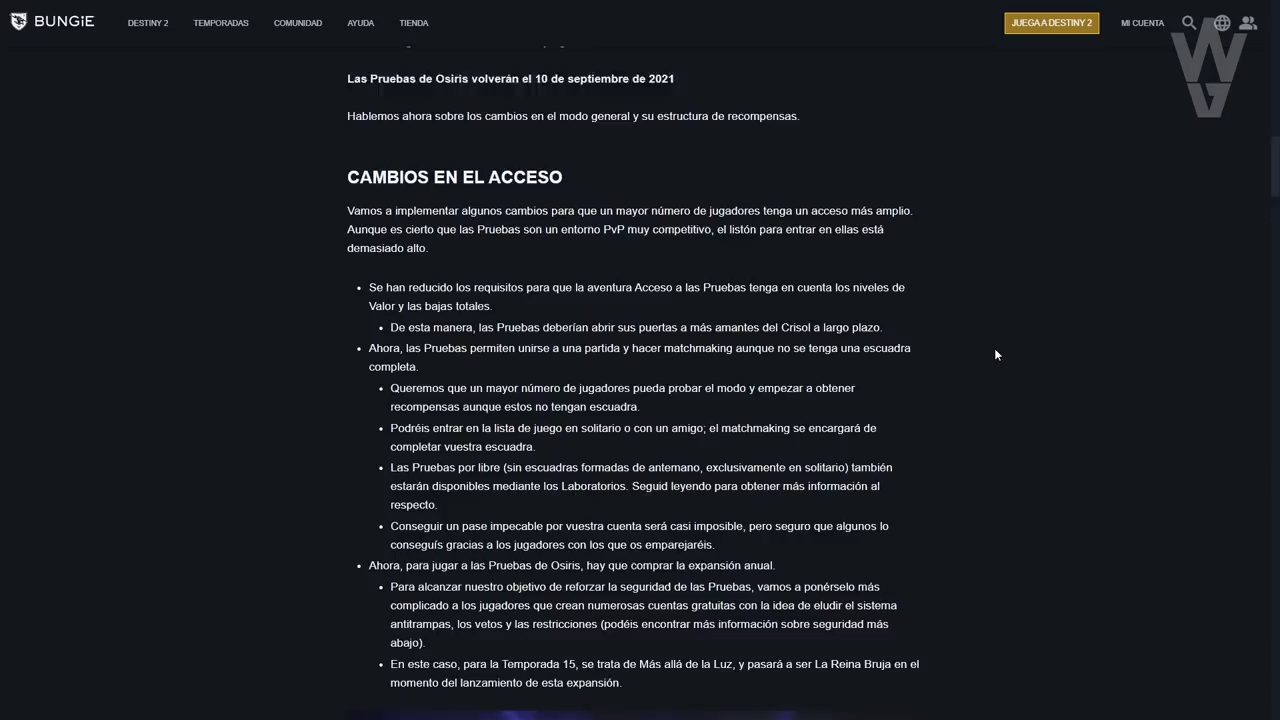 BUNGiE
DESTINY 2 TEMPORADAS COMUNIDAD AYUDA TIENDA JUEGA A DESTINY 2 MI CUENTA
WG
Las Pruebas de Osiris volverán el 10 de septiembre de 2021
Hablemos ahora sobre los cambios en el modo general y su estructura de recompensas.
CAMBIOS EN EL ACCESO
Vamos a implementar algunos cambios para que un mayor número de jugadores tenga un acceso más amplio.
Aunque es cierto que las Pruebas son un entorno PvP muy competitivo, el listón para entrar en ellas está
demasiado alto.
• Se han reducido los requisitos para que la aventura Acceso a las Pruebas tenga en cuenta los niveles de
Valor y las bajas totales.
• De esta manera, las Pruebas deberían abrir sus puertas a más amantes del Crisol a largo plazo.
• Ahora, las Pruebas permiten unirse a una partida y hacer matchmaking aunque no se tenga una escuadra
completa.
• Queremos que un mayor número de jugadores pueda probar el modo y empezar a obtener
recompensas aunque estos no tengan escuadra.
• Podréis entrar en la lista de juego en solitario o con un amigo; el matchmaking se encargará de
completar vuestra escuadra.
• Las Pruebas por libre (sin escuadras formadas de antemano, exclusivamente en solitario) también
estarán disponibles mediante los Laboratorios. Seguid leyendo para obtener más información al
respecto.
• Conseguir un pase impecable por vuestra cuenta será casi imposible, pero seguro que algunos lo
conseguís gracias a los jugadores con los que os emparejaréis.
• Ahora, para jugar a las Pruebas de Osiris, hay que comprar la expansión anual.
• Para alcanzar nuestro objetivo de reforzar la seguridad de las Pruebas, vamos a ponérselo más
complicado a los jugadores que crean numerosas cuentas gratuitas con la idea de eludir el sistema
antitrampas, los vetos y las restricciones (podéis encontrar más información sobre seguridad más
abajo).
• En este caso, para la Temporada 15, se trata de Más allá de la Luz, y pasará a ser La Reina Bruja en el
momento del lanzamiento de esta expansión.